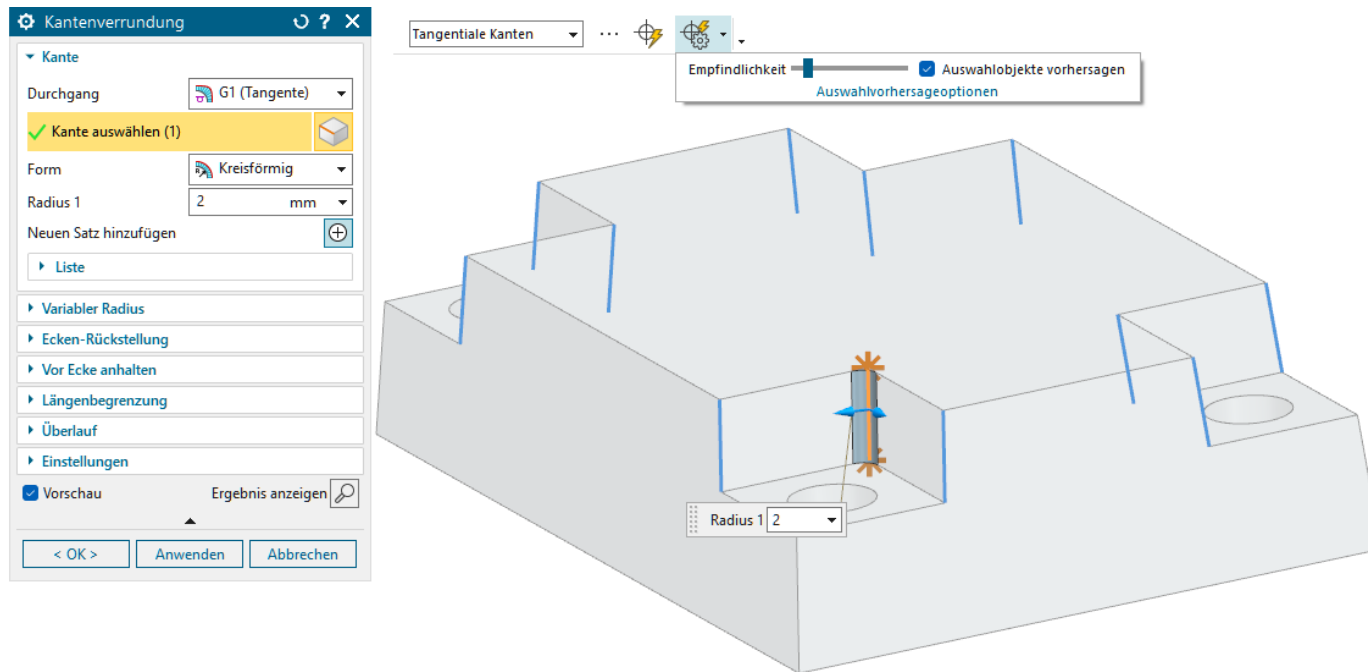 Kantenverrundung
Kante
Durchgang G1 (Tangente)
Kante auswählen (1)
Form Kreisförmig
Radius 1 2 mm
Neuen Satz hinzufügen
Liste
Variabler Radius
Ecken-Rückstellung
Vor Ecke anhalten
Längenbegrenzung
Überlauf
Einstellungen
Vorschau Ergebnis anzeigen
< OK > Anwenden Abbrechen
Tangentiale Kanten
Empfindlichkeit Auswahlobjekte vorhersagen
Auswahlvorhersageoptionen
Radius 1 2